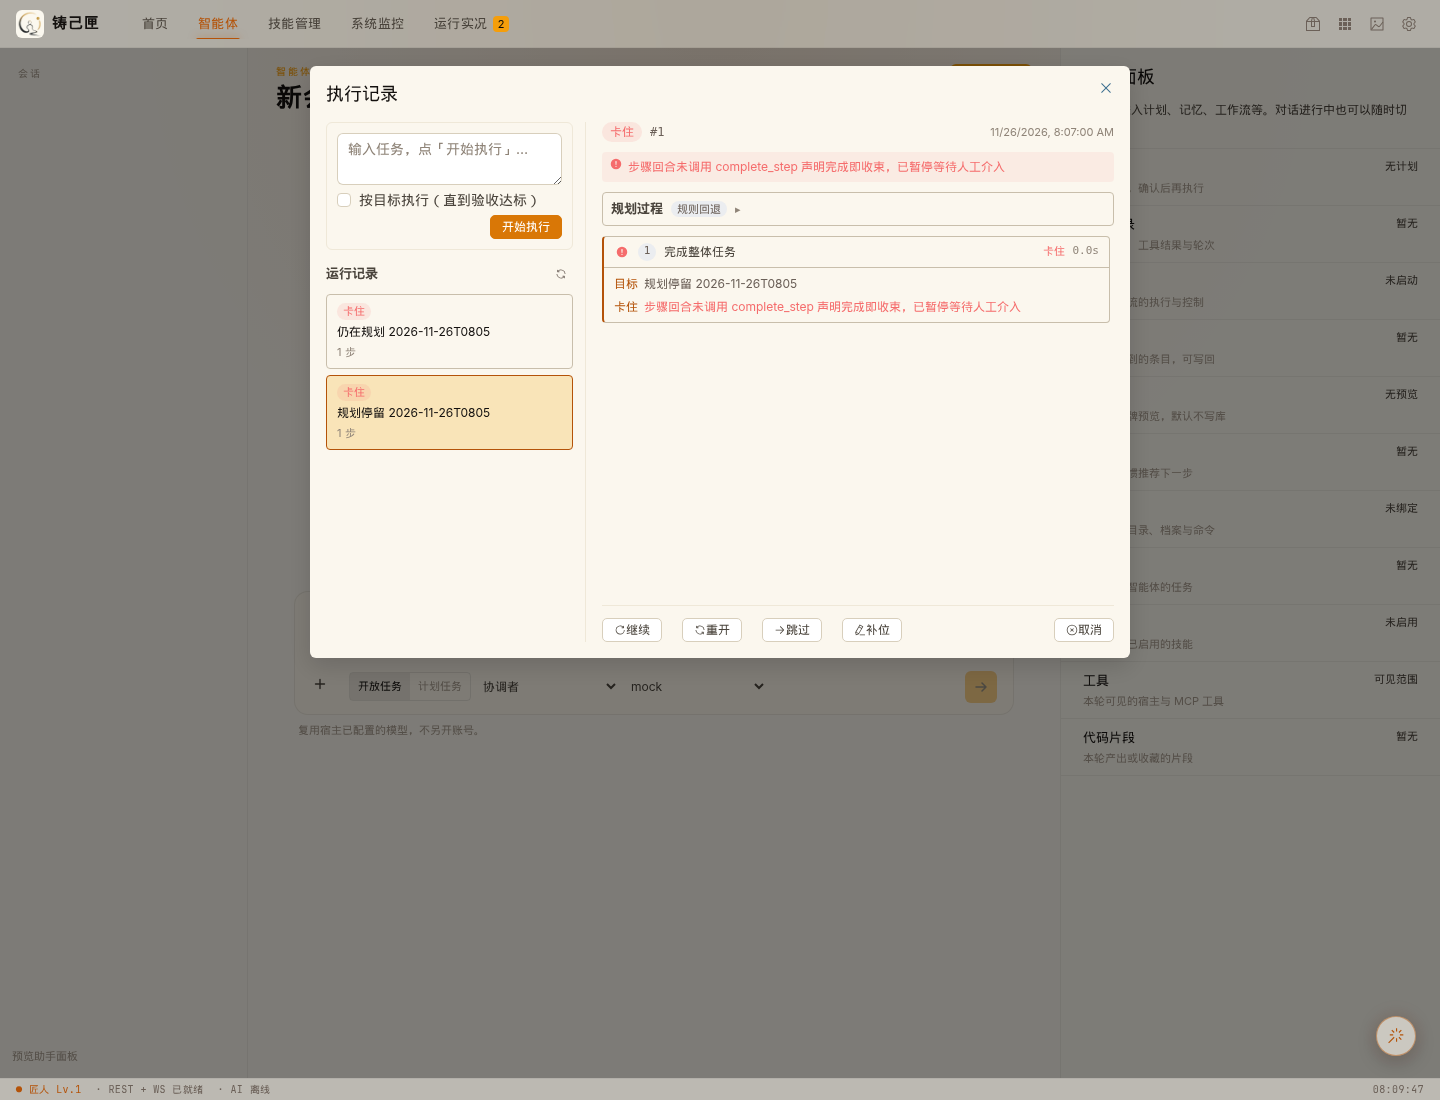 铸己匣
首页
智能体
技能管理
系统监控
运行实况 2
会话
智能体
新
面板
入计划、记忆、工作流等。对话进行中也可以随时切
无计划
确认后再执行
暂无
工具结果与轮次
未启动
流的执行与控制
暂无
到的条目，可写回
无预览
牌预览，默认不写库
暂无
惯推荐下一步
未绑定
目录、档案与命令
暂无
智能体的任务
未启用
已启用的技能
工具
可见范围
本轮可见的宿主与 MCP 工具
代码片段
暂无
本轮产出或收藏的片段
执行记录
输入任务，点「开始执行」...
按目标执行（直到验收达标）
开始执行
运行记录
卡住
仍在规划 2026-11-26T0805
1 步
卡住
规划停留 2026-11-26T0805
1 步
卡住 #1
11/26/2026, 8:07:00 AM
步骤回合未调用 complete_step 声明完成即收束，已暂停等待人工介入
规划过程 规则回退 ▸
1 完成整体任务
卡住 0.0s
目标 规划停留 2026-11-26T0805
卡住 步骤回合未调用 complete_step 声明完成即收束，已暂停等待人工介入
继续
重开
跳过
补位
取消
开放任务
计划任务
协调者
mock
复用宿主已配置的模型，不另开账号。
预览助手面板
匠人 Lv.1 · REST + WS 已就绪 · AI 离线
08:09:47